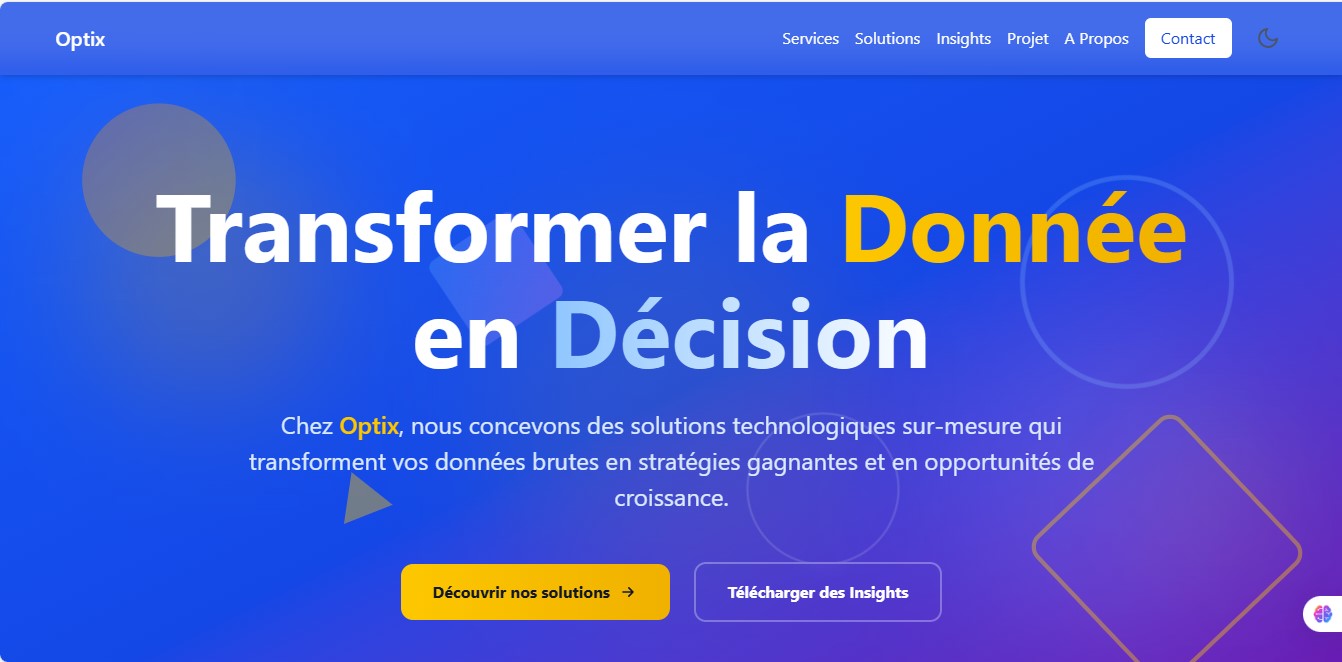 Optix
Services Solutions Insights Projet A Propos Contact
Transformer la Donnée
en Décision
Chez Optix, nous concevons des solutions technologiques sur-mesure qui
transforment vos données brutes en stratégies gagnantes et en opportunités de
croissance.
Découvrir nos solutions →
Télécharger des Insights